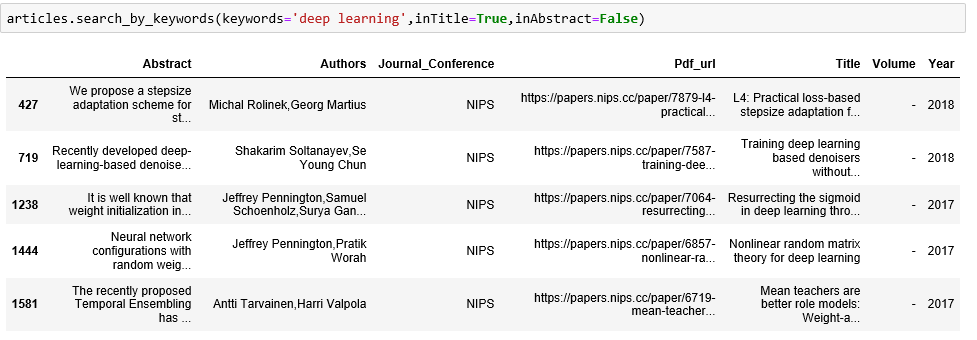 articles.search_by_keywords(keywords='deep learning',inTitle=True,inAbstract=False)
Abstract Authors Journal_Conference Pdf_url Title Volume Year
427 We propose a stepsize adaptation scheme for st... Michal Rolinek,Georg Martius NIPS https://papers.nips.cc/paper/7879-l4-practical... L4: Practical loss-based stepsize adaptation f... - 2018
719 Recently developed deep-learning-based denoise... Shakarim Soltanayev,Se Young Chun NIPS https://papers.nips.cc/paper/7587-training-dee... Training deep learning based denoisers without... - 2018
1238 It is well known that weight initialization in... Jeffrey Pennington,Samuel Schoenholz,Surya Gan... NIPS https://papers.nips.cc/paper/7064-resurrecting... Resurrecting the sigmoid in deep learning thro... - 2017
1444 Neural network configurations with random weig... Jeffrey Pennington,Pratik Worah NIPS https://papers.nips.cc/paper/6857-nonlinear-ra... Nonlinear random matrix theory for deep learning - 2017
1581 The recently proposed Temporal Ensembling has ... Antti Tarvainen,Harri Valpola NIPS https://papers.nips.cc/paper/6719-mean-teacher... Mean teachers are better role models: Weight-a... - 2017